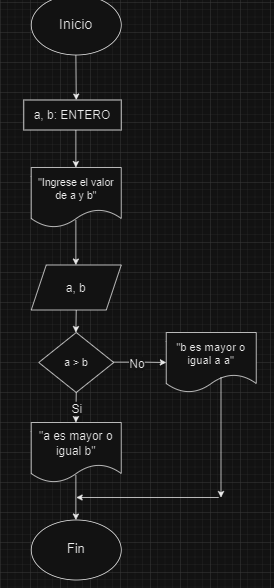 Inicio
a, b: ENTERO
"Ingrese el valor
de a y b"
a, b
a > b
No
"b es mayor o
igual a a"
Si
"a es mayor o
igual b"
Fin